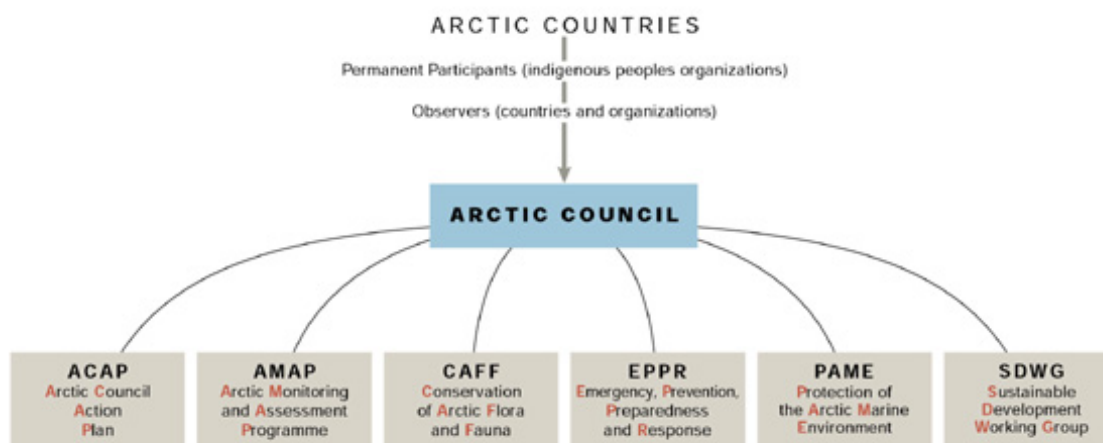 ARCTIC COUNTRIES
Permanent Participants (indigenous peoples organizations)
Observers (countries and organizations)
ARCTIC COUNCIL
ACAP
Arctic Council
Action
Plan
AMAP
Arctic Monitoring
and Assessment
Programme
CAFF
Conservation
of Arctic Flora
and Fauna
EPPR
Emergency, Prevention,
Preparedness
and Response
PAME
Protection of
the Arctic Marine
Environment
SDWG
Sustainable
Development
Working Group